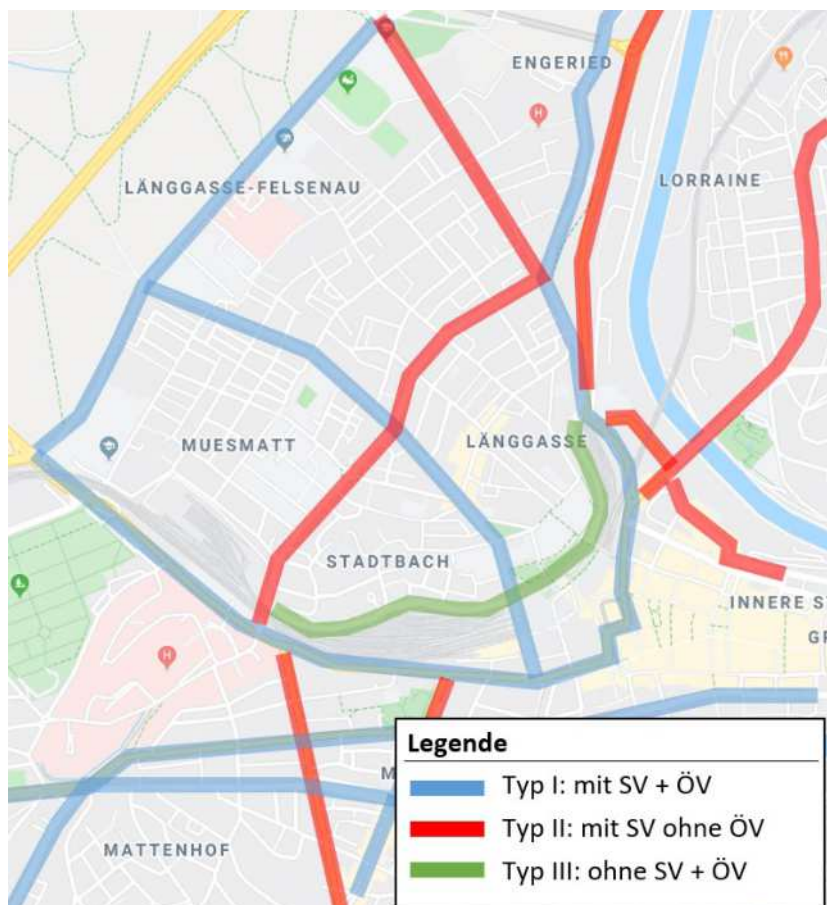 ENGERIED
H
LÄNGGASSE-FELSENAU
LORRAINE
MUESMATT
LÄNGGASSE
STADTBACH
INNERE S
GR
H
M
MATTENHOF
Legende
Typ I: mit SV + ÖV
Typ II: mit SV ohne ÖV
Typ III: ohne SV + ÖV